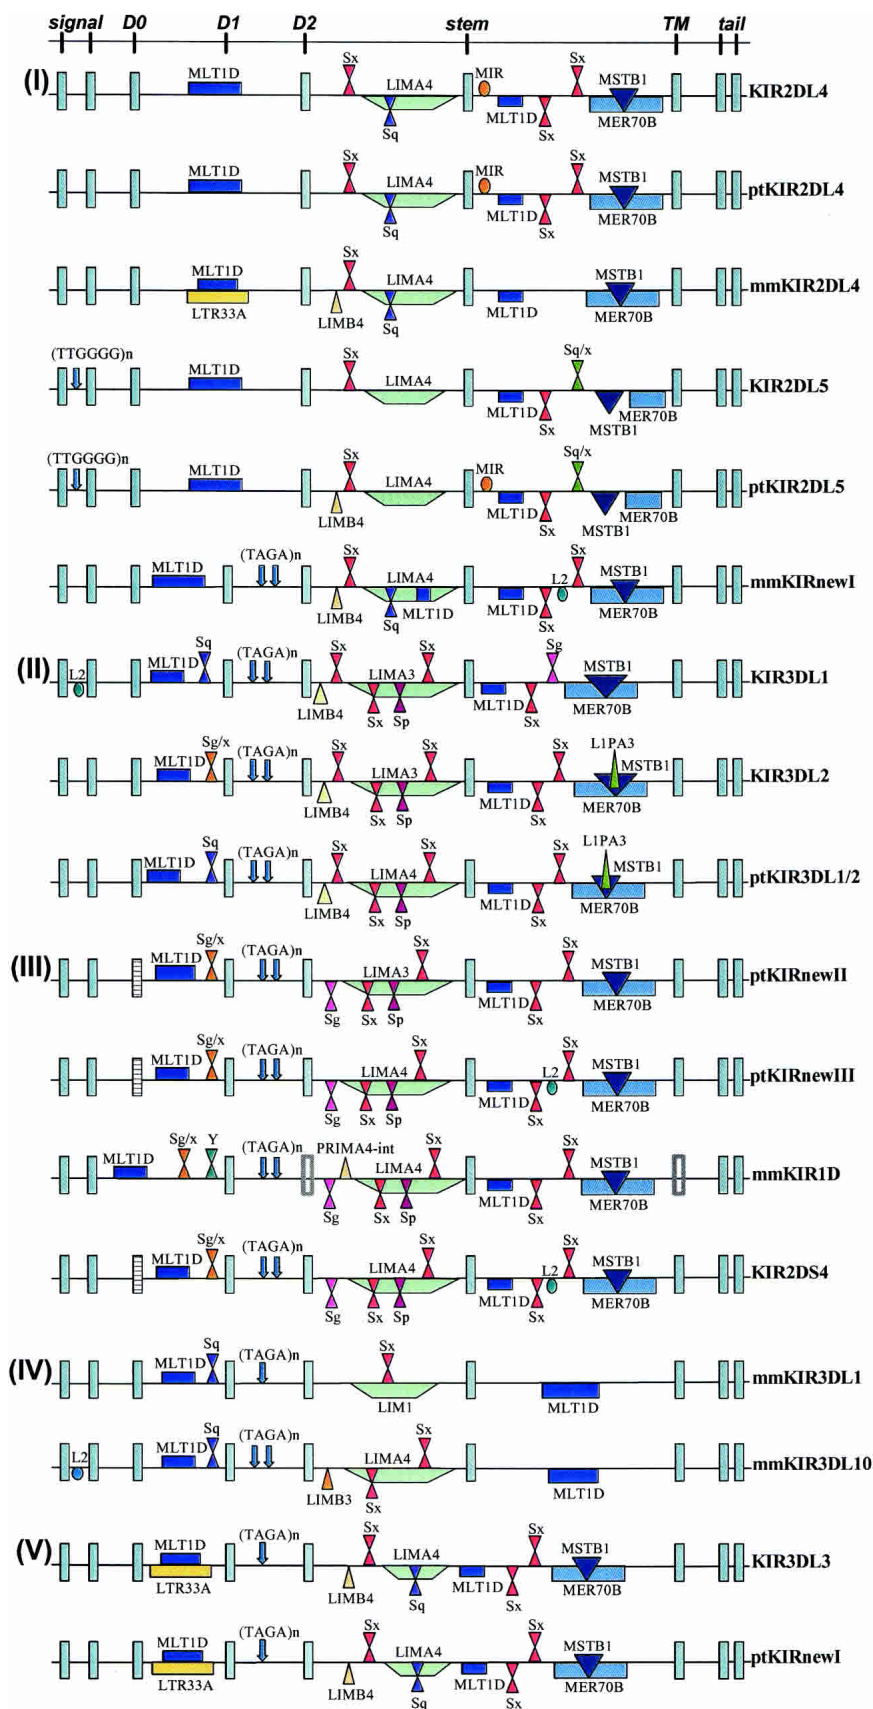 signal D0 D1 D2 stem TM tail
(I)
MLT1D Sx LIMA4 Sq MIR MLT1D Sx Sx MSTB1 MER70B KIR2DL4
MLT1D Sx LIMA4 Sq MIR MLT1D Sx Sx MSTB1 MER70B ptKIR2DL4
MLT1D LTR33A LIMB4 Sx LIMA4 Sq MLT1D MSTB1 MER70B mmKIR2DL4
(TTGGGG)n MLT1D Sx LIMA4 MLT1D Sx Sq/x MSTB1 MER70B KIR2DL5
(TTGGGG)n MLT1D LIMB4 Sx LIMA4 MIR MLT1D Sx Sq/x MSTB1 MER70B ptKIR2DL5
MLT1D (TAGA)n LIMB4 Sx LIMA4 Sq MLT1D MLT1D Sx L2 Sx MSTB1 MER70B mmKIRnewI
(II)
L2 MLT1D Sq (TAGA)n LIMB4 Sx LIMA3 Sx Sp Sx MLT1D Sx Sg MSTB1 MER70B KIR3DL1
MLT1D Sg/x (TAGA)n LIMB4 Sx LIMA3 Sx Sp Sx MLT1D Sx Sx L1PA3 MSTB1 MER70B KIR3DL2
MLT1D Sq (TAGA)n LIMB4 Sx LIMA4 Sx Sp Sx MLT1D Sx Sx L1PA3 MSTB1 MER70B ptKIR3DL1/2
(III)
MLT1D Sg/x (TAGA)n Sg LIMA3 Sx Sp Sx MLT1D Sx Sx MSTB1 MER70B ptKIRnewII
MLT1D Sg/x (TAGA)n Sg LIMA4 Sx Sp Sx MLT1D Sx L2 Sx MSTB1 MER70B ptKIRnewIII
MLT1D Sg/x Y (TAGA)n Sg PRIMA4-int LIMA4 Sx Sp Sx MLT1D Sx Sx MSTB1 MER70B mmKIR1D
MLT1D Sg/x (TAGA)n Sg LIMA4 Sx Sp Sx MLT1D Sx L2 Sx MSTB1 MER70B KIR2DS4
(IV)
MLT1D Sq (TAGA)n Sx LIM1 MLT1D mmKIR3DL1
L2 MLT1D Sq (TAGA)n LIMB3 LIMA4 Sx Sx MLT1D mmKIR3DL10
(V)
MLT1D LTR33A (TAGA)n LIMB4 Sx LIMA4 Sq MLT1D Sx Sx MSTB1 MER70B KIR3DL3
MLT1D LTR33A (TAGA)n LIMB4 Sx LIMA4 Sq MLT1D Sx Sx MSTB1 MER70B ptKIRnewI